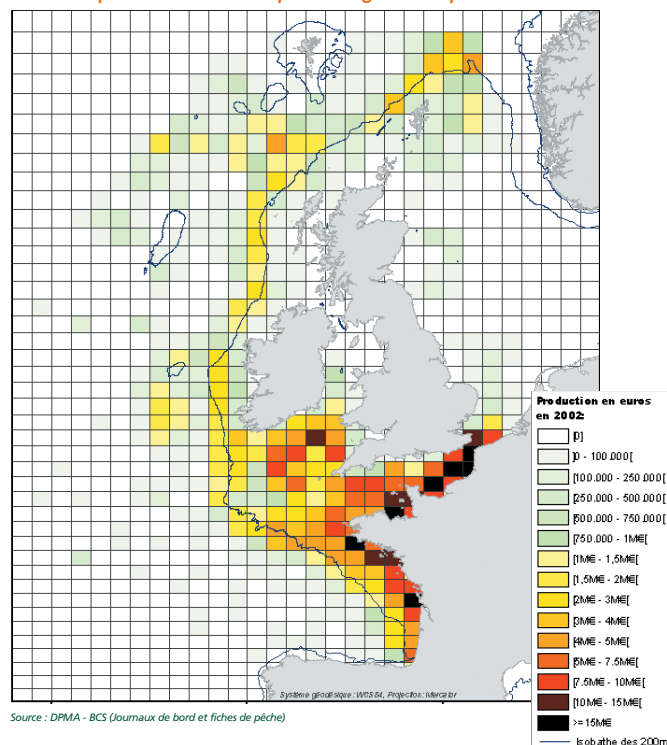 Système géodésique : WGS84, Projection: Mercator
Source : DPMA - BCS (Journaux de bord et fiches de pêche)
Production en euros
en 2002:
[0]
]0 - 100.000[
[100.000 - 250.000[
[250.000 - 500.000[
[500.000 - 750.000[
[750.000 - 1M€[
[1M€ - 1,5M€[
[1,5M€ - 2M€[
[2M€ - 3M€[
[3M€ - 4M€[
[4M€ - 5M€[
[5M€ - 7.5M€[
[7.5M€ - 10M€[
[10M€ - 15M€[
>= 15M€
Isobathe des 200m